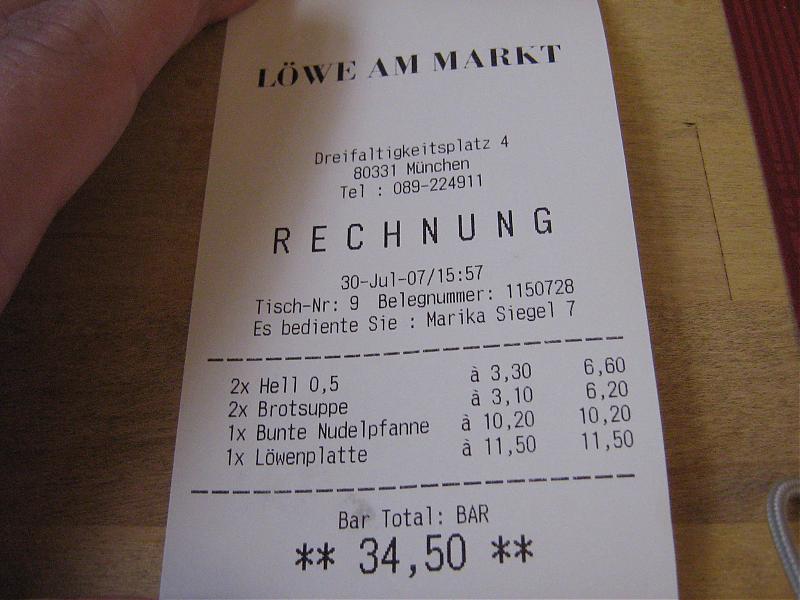 LÖWE AM MARKT
Dreifaltigkeitsplatz 4
80331 München
Tel : 089-224911
RECHNUNG
30-Jul-07/15:57
Tisch-Nr: 9 Belegnummer: 1150728
Es bediente Sie : Marika Siegel 7
2x Hell 0,5 à 3,30 6,60
2x Brotsuppe à 3,10 6,20
1x Bunte Nudelpfanne à 10,20 10,20
1x Löwenplatte à 11,50 11,50
Bar Total: BAR
** 34,50 **